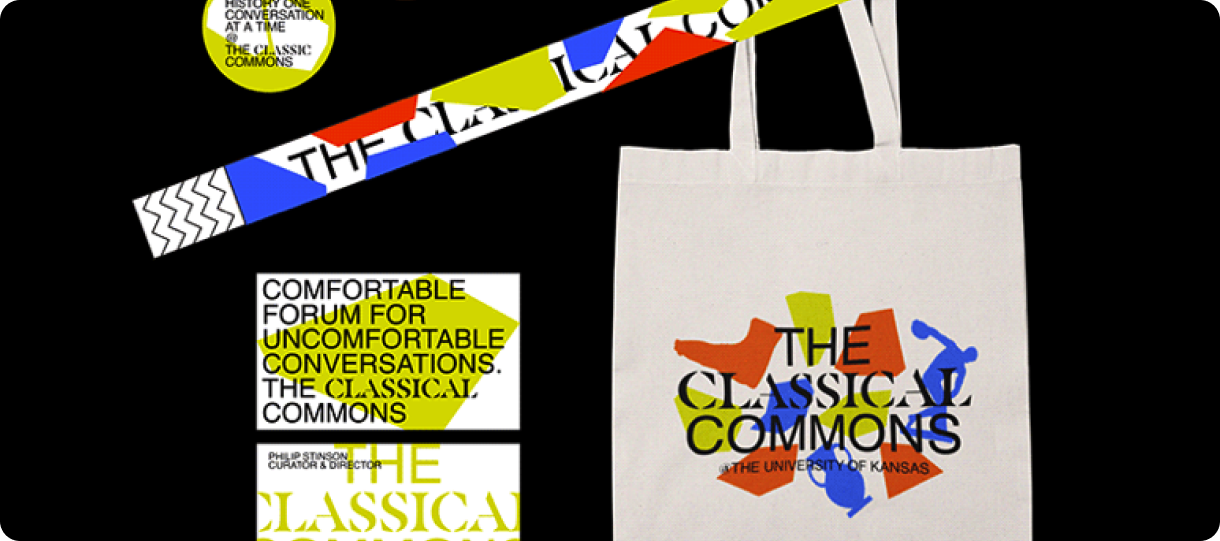 HISTORY ONE
CONVERSATION
AT A TIME
@
THE CLASSIC
COMMONS
THE CLASSICAL COM
COMFORTABLE
FORUM FOR
UNCOMFORTABLE
CONVERSATIONS.
THE CLASSICAL
COMMONS
PHILIP STINSON
CURATOR & DIRECTOR
THE
CLASSICAL
THE
CLASSICAL
COMMONS
@THE UNIVERSITY OF KANSAS